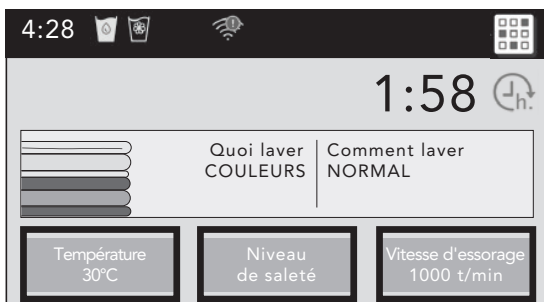 4:28
1:58 h.
Quoi laver
COULEURS
Comment laver
NORMAL
Température
30°C
Niveau
de saleté
Vitesse d'essorage
1000 t/min